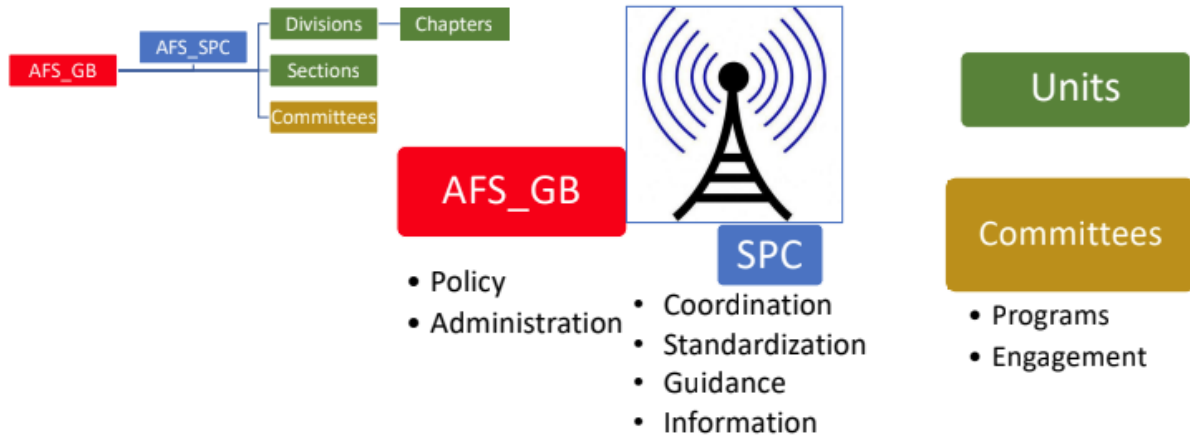 Divisions
Chapters
AFS_SPC
AFS_GB
Sections
Committees
Units
AFS_GB
Committees
SPC
• Policy
• Administration
• Coordination
• Standardization
• Guidance
• Information
• Programs
• Engagement